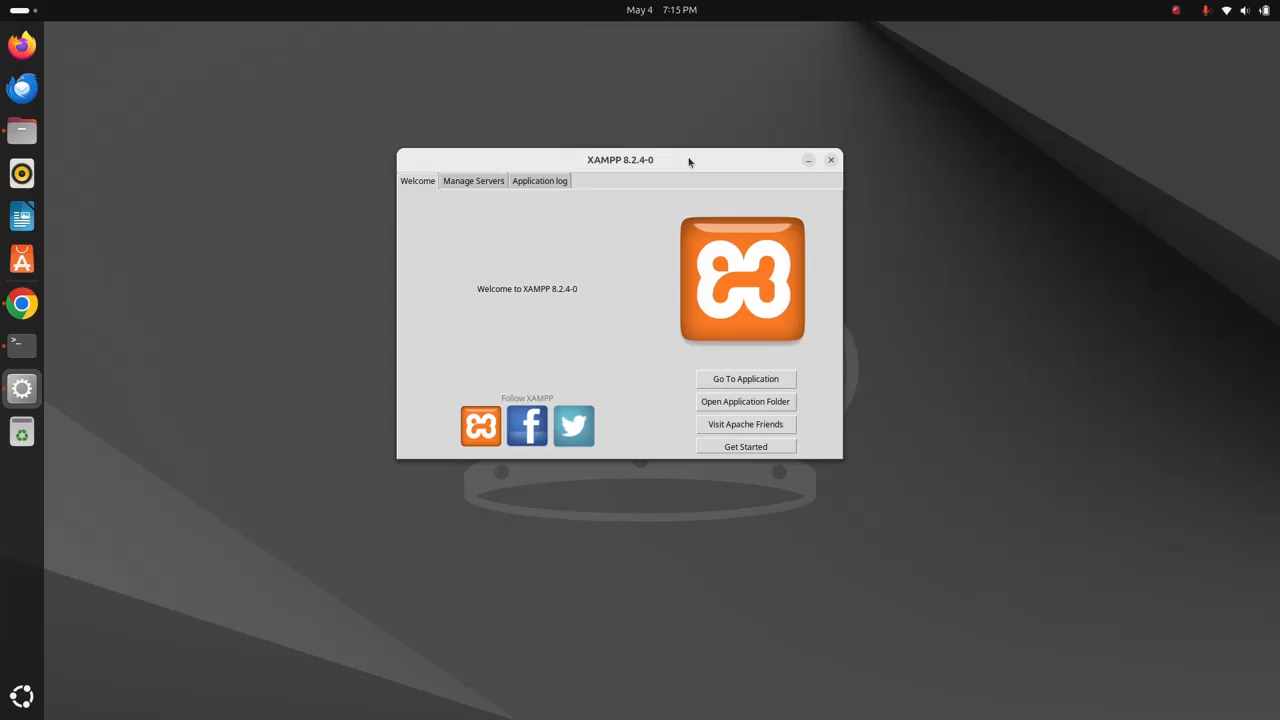 May 4 7:15 PM
XAMPP 8.2.4-0
Welcome Manage Servers Application log
Welcome to XAMPP 8.2.4-0
Go To Application
Open Application Folder
Visit Apache Friends
Get Started
Follow XAMPP